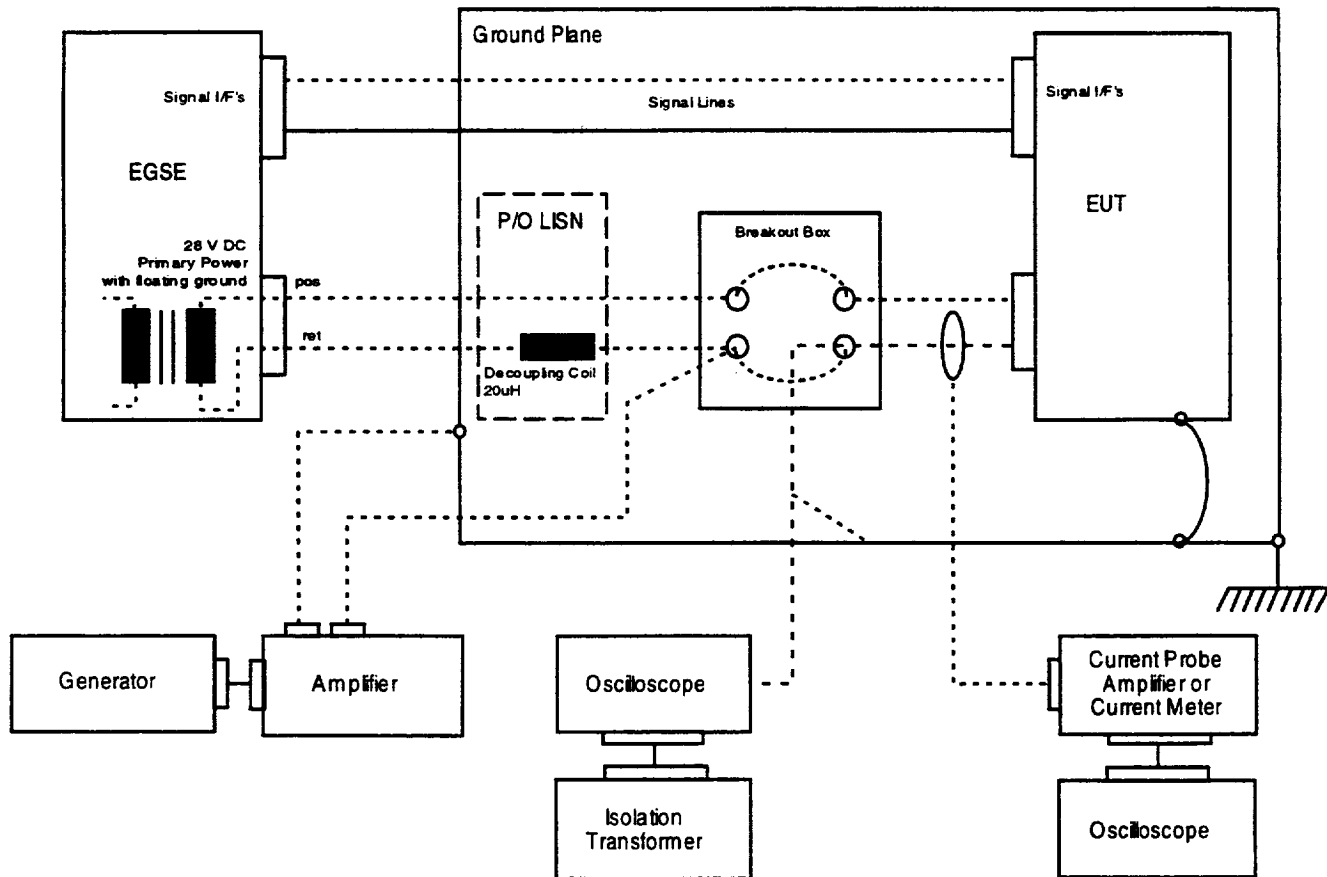 Ground Plane
Signal I/F's
Signal Lines
Signal I/F's
EGSE
EUT
P/O LISN
Breakout Box
28 V DC
Primary Power
with floating ground
pos
ret
Decoupling Coil
20uH
Generator
Amplifier
Oscilloscope
Current Probe
Amplifier or
Current Meter
Isolation
Transformer
Oscilloscope